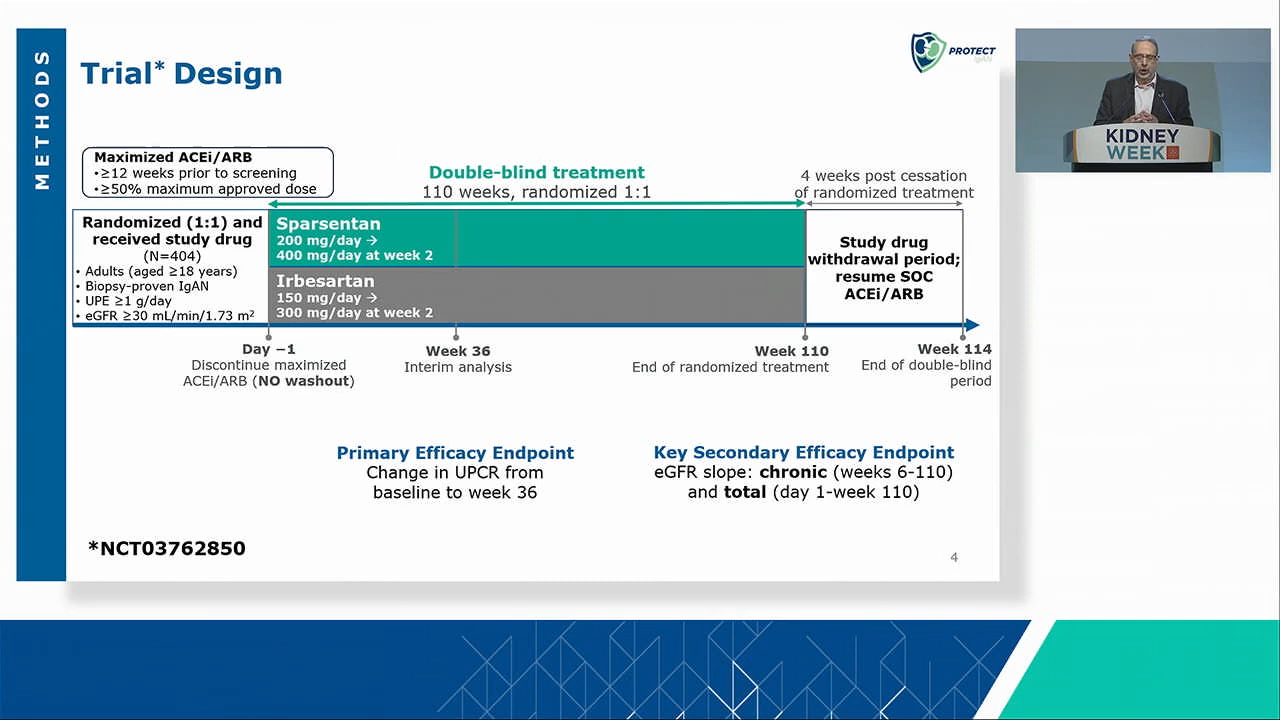 METHODS
Trial* Design
PROTECT
IgAN
KIDNEY
WEEK
Maximized ACEi/ARB
•≥12 weeks prior to screening
•≥50% maximum approved dose
Double-blind treatment
110 weeks, randomized 1:1
4 weeks post cessation
of randomized treatment
Randomized (1:1) and
received study drug
(N=404)
• Adults (aged ≥18 years)
• Biopsy-proven IgAN
• UPE ≥1 g/day
• eGFR ≥30 mL/min/1.73 m²
Sparsentan
200 mg/day →
400 mg/day at week 2
Irbesartan
150 mg/day →
300 mg/day at week 2
Study drug
withdrawal period;
resume SOC
ACEi/ARB
Day −1
Discontinue maximized
ACEi/ARB (NO washout)
Week 36
Interim analysis
Week 110
End of randomized treatment
Week 114
End of double-blind
period
Primary Efficacy Endpoint
Change in UPCR from
baseline to week 36
Key Secondary Efficacy Endpoint
eGFR slope: chronic (weeks 6-110)
and total (day 1-week 110)
*NCT03762850
4